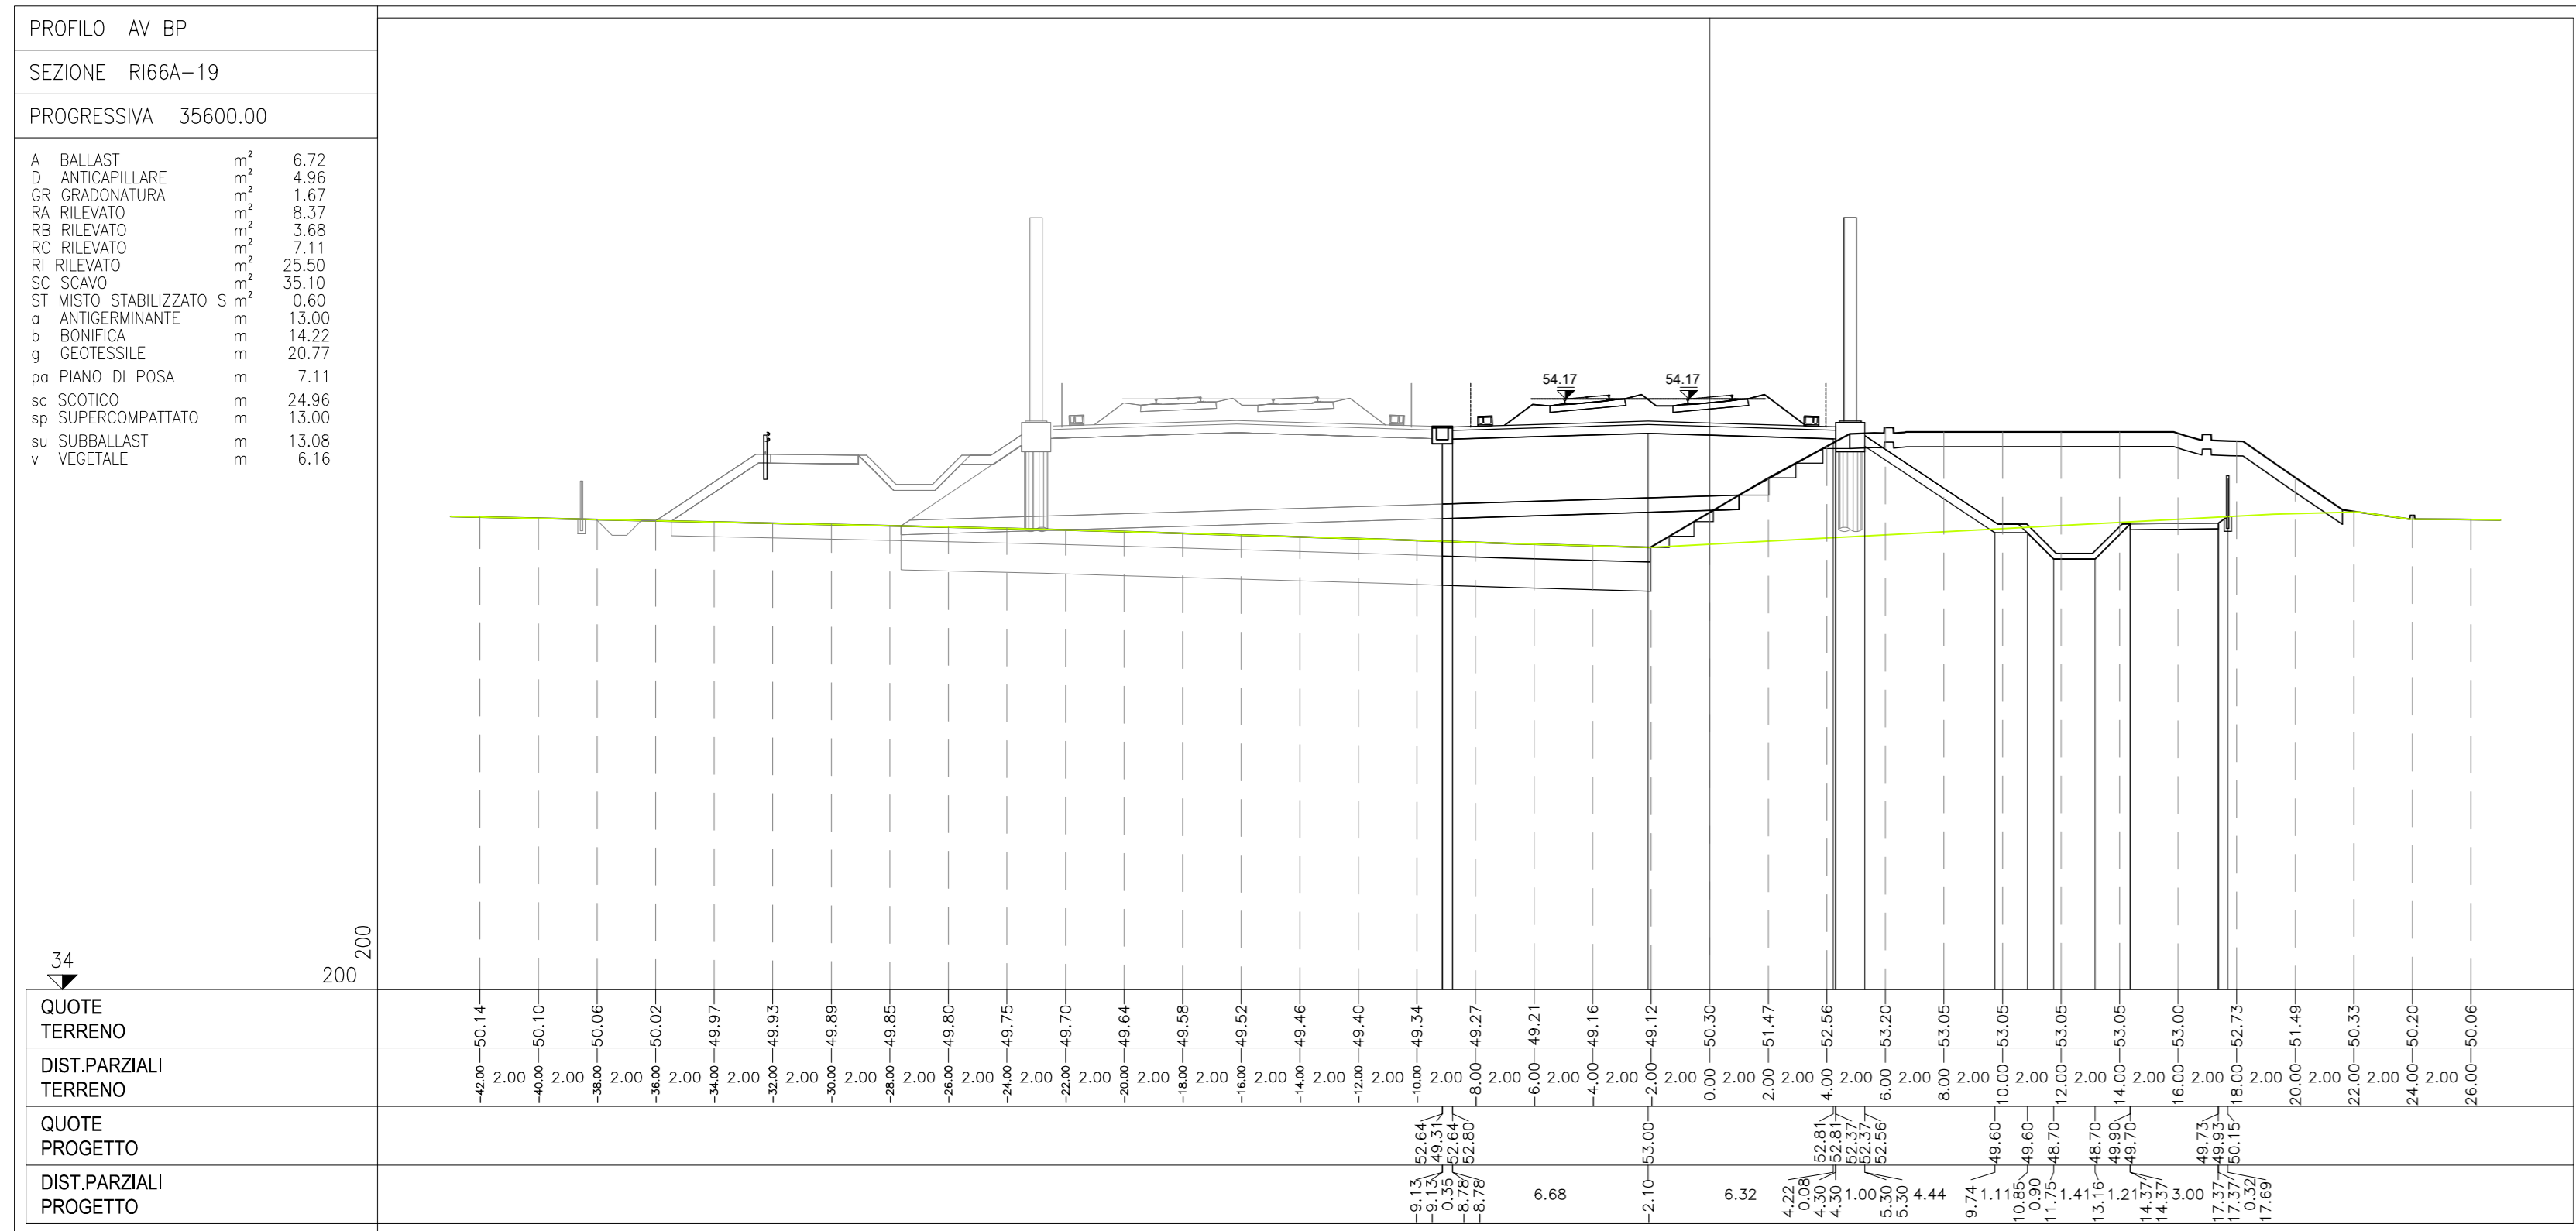 PROFILO AV BP
SEZIONE RI66A-19
PROGRESSIVA 35600.00
A BALLAST m² 6.72
D ANTICAPILLARE m² 4.96
GR GRADONATURA m² 1.67
RA RILEVATO m² 8.37
RB RILEVATO m² 3.68
RC RILEVATO m² 7.11
RI RILEVATO m² 25.50
SC SCAVO m² 35.10
ST MISTO STABILIZZATO S m² 0.60
a ANTIGERMINANTE m 13.00
b BONIFICA m 14.22
g GEOTESSILE m 20.77
pa PIANO DI POSA m 7.11
sc SCOTICO m 24.96
sp SUPERCOMPATTATO m 13.00
su SUBBALLAST m 13.08
v VEGETALE m 6.16
54.17 54.17
34
200
200
QUOTE
TERRENO
50.14 50.10 50.06 50.02 49.97 49.93 49.89 49.85 49.80 49.75 49.70 49.64 49.58 49.52 49.46 49.40 49.34 49.27 49.21 49.16 49.12 50.30 51.47 52.56 53.20 53.05 53.05 53.05 53.05 53.00 52.73 51.49 50.33 50.20 50.06
DIST.PARZIALI
TERRENO
-42.00 2.00 -40.00 2.00 -38.00 2.00 -36.00 2.00 -34.00 2.00 -32.00 2.00 -30.00 2.00 -28.00 2.00 -26.00 2.00 -24.00 2.00 -22.00 2.00 -20.00 2.00 -18.00 2.00 -16.00 2.00 -14.00 2.00 -12.00 2.00 -10.00 2.00 -8.00 2.00 -6.00 2.00 -4.00 2.00 -2.00 2.00 0.00 2.00 2.00 2.00 4.00 2.00 6.00 2.00 8.00 2.00 10.00 2.00 12.00 2.00 14.00 2.00 16.00 2.00 18.00 2.00 20.00 2.00 22.00 2.00 24.00 2.00 26.00
QUOTE
PROGETTO
52.64 49.31 52.64 52.80 53.00 52.81 52.81 52.37 52.37 52.56 49.60 49.60 48.70 48.70 49.90 49.70 49.73 49.93 50.15
DIST.PARZIALI
PROGETTO
-9.13 -9.13 0.35 -8.78 -8.78 6.68 -2.10 6.32 4.22 0.08 4.30 4.30 1.00 5.30 5.30 4.44 9.74 1.11 10.85 0.90 11.75 1.41 13.16 1.21 14.37 14.37 3.00 17.37 17.37 0.32 17.69